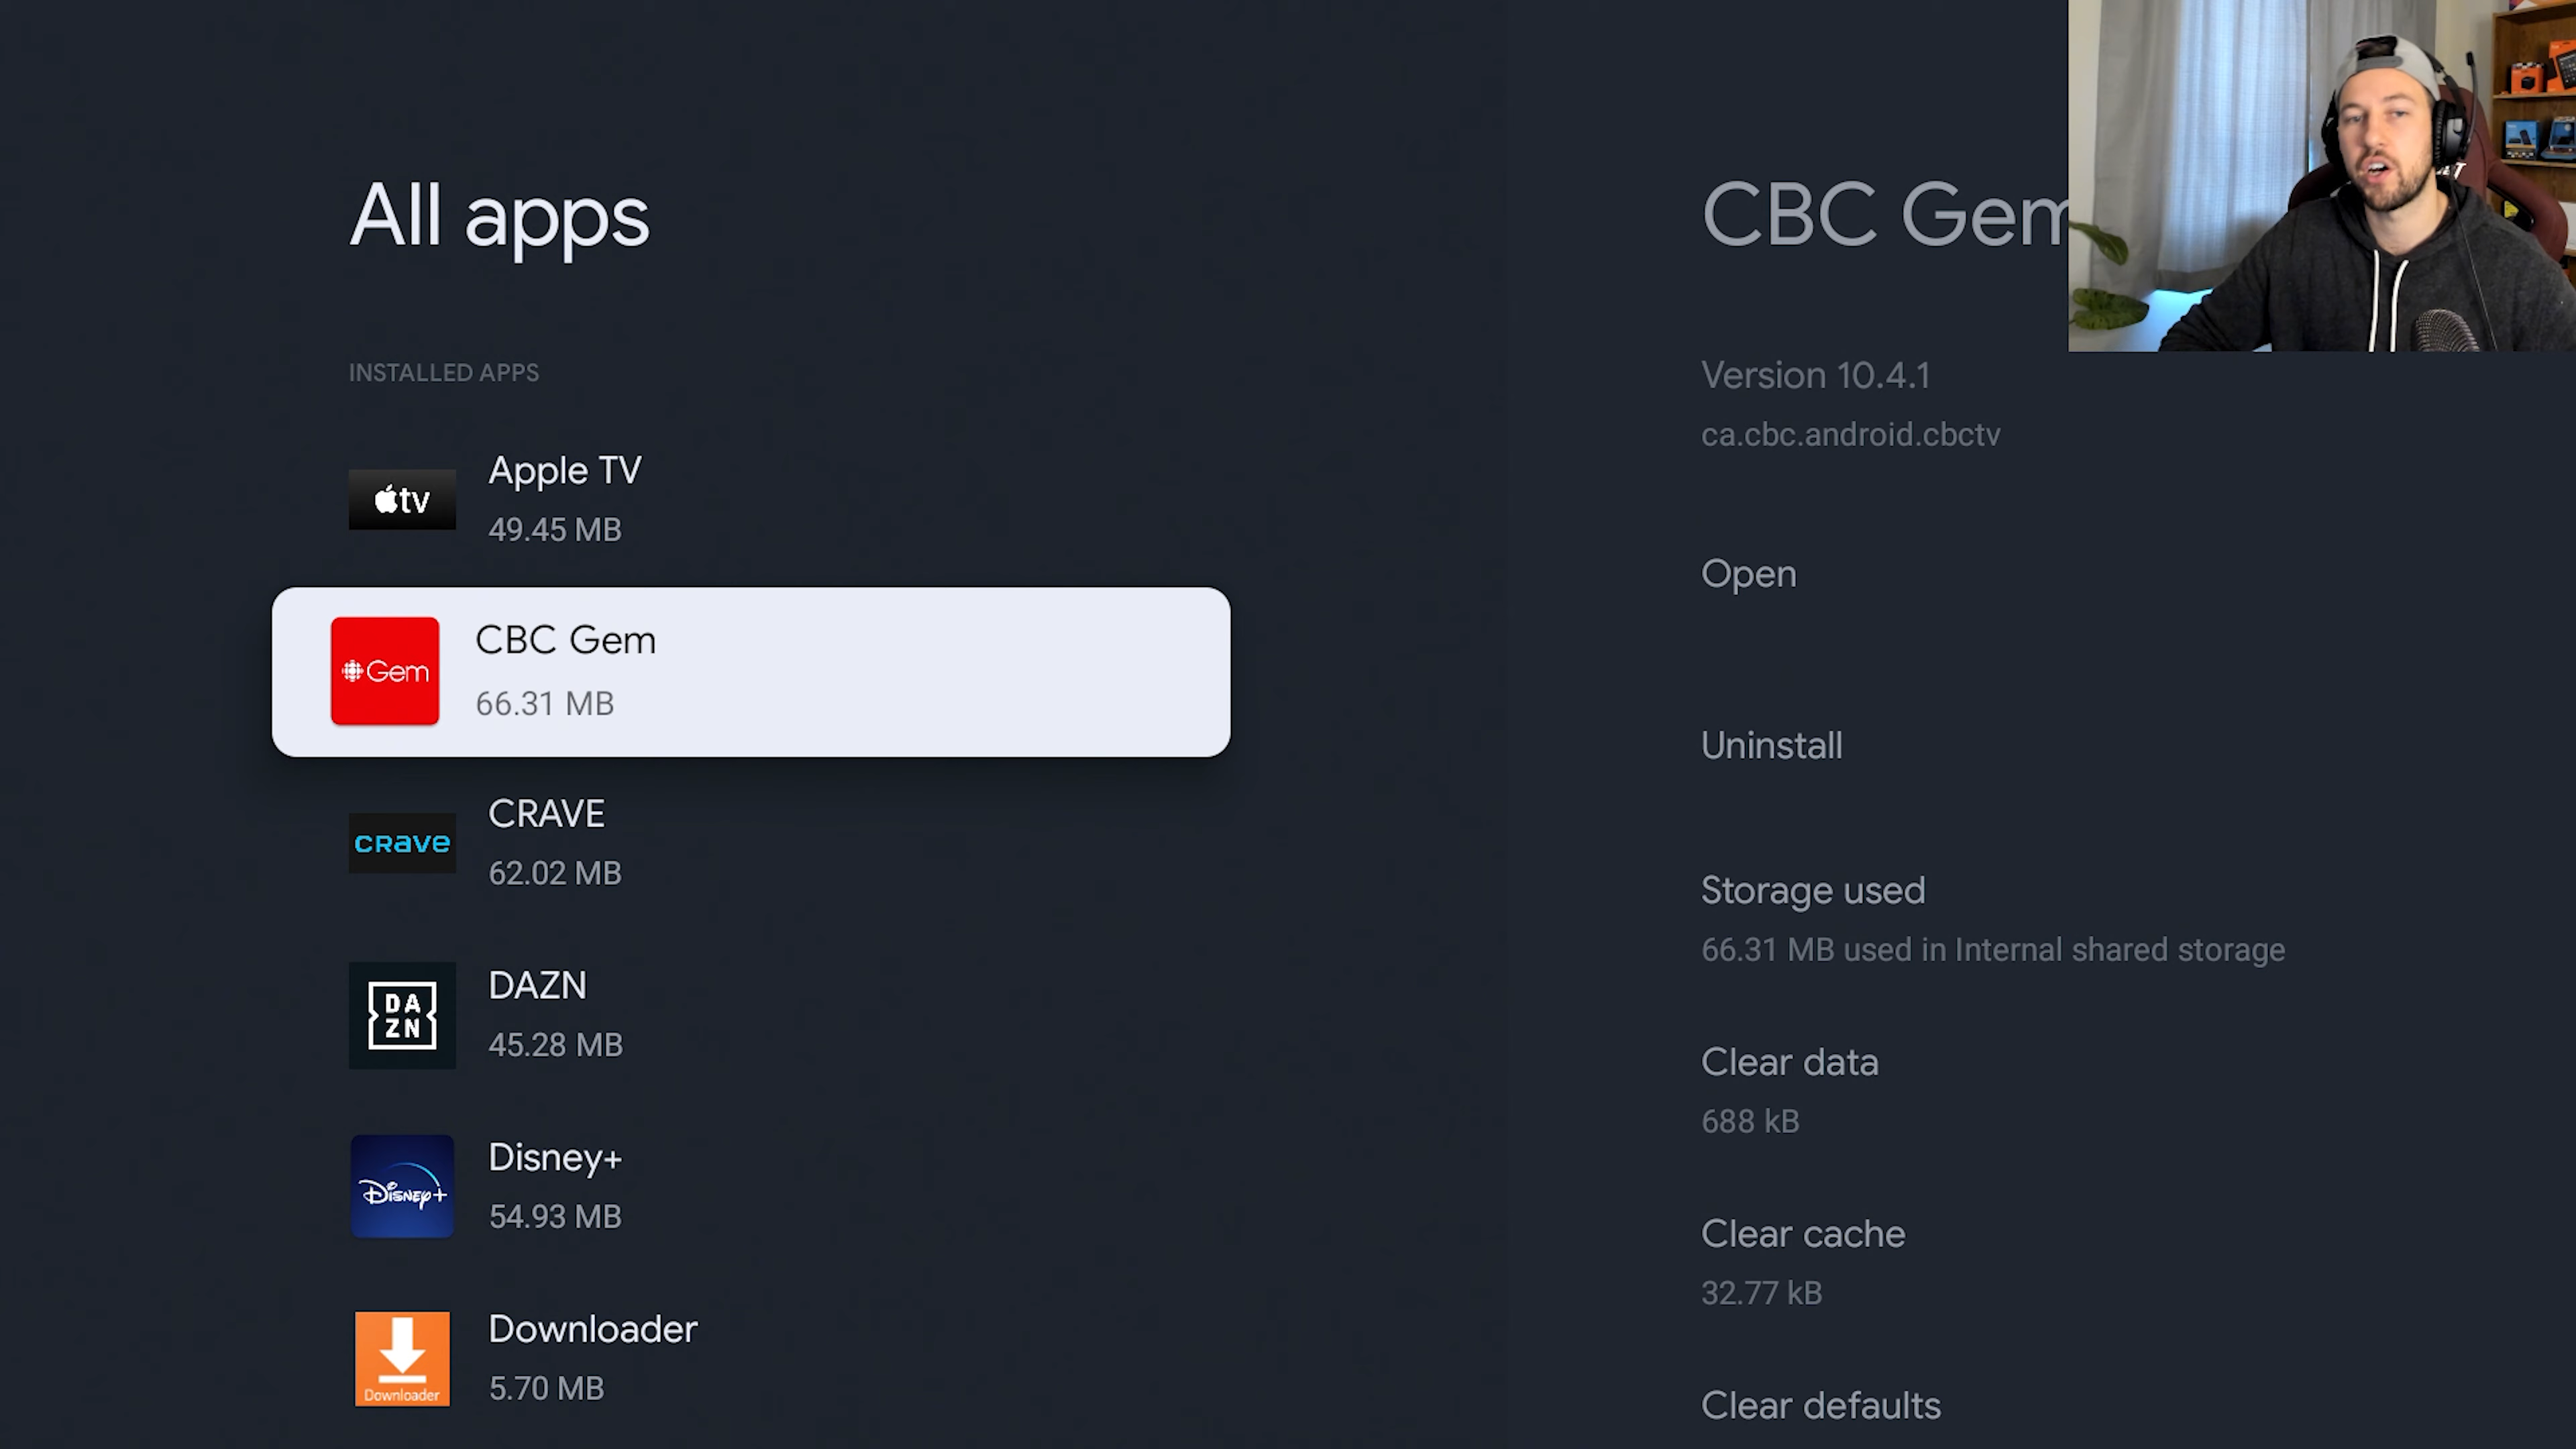 All apps
INSTALLED APPS
tv
Apple TV
49.45 MB
Gem
CBC Gem
66.31 MB
crave
CRAVE
62.02 MB
DA
ZN
DAZN
45.28 MB
Disney+
Disney+
54.93 MB
Downloader
Downloader
5.70 MB
CBC Gem
Version 10.4.1
ca.cbc.android.cbctv
Open
Uninstall
Storage used
66.31 MB used in Internal shared storage
Clear data
688 kB
Clear cache
32.77 kB
Clear defaults